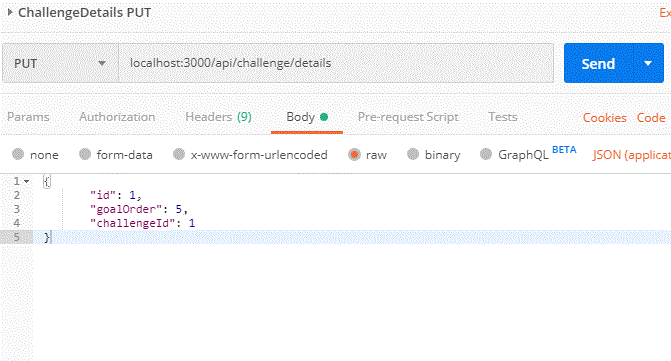 ChallengeDetails PUT Ex
PUT localhost:3000/api/challenge/details Send
Params Authorization Headers (9) Body Pre-request Script Tests Cookies Code
none form-data x-www-form-urlencoded raw binary GraphQL BETA JSON (applicat
1 {
2 "id": 1,
3 "goalOrder": 5,
4 "challengeId": 1
5 }